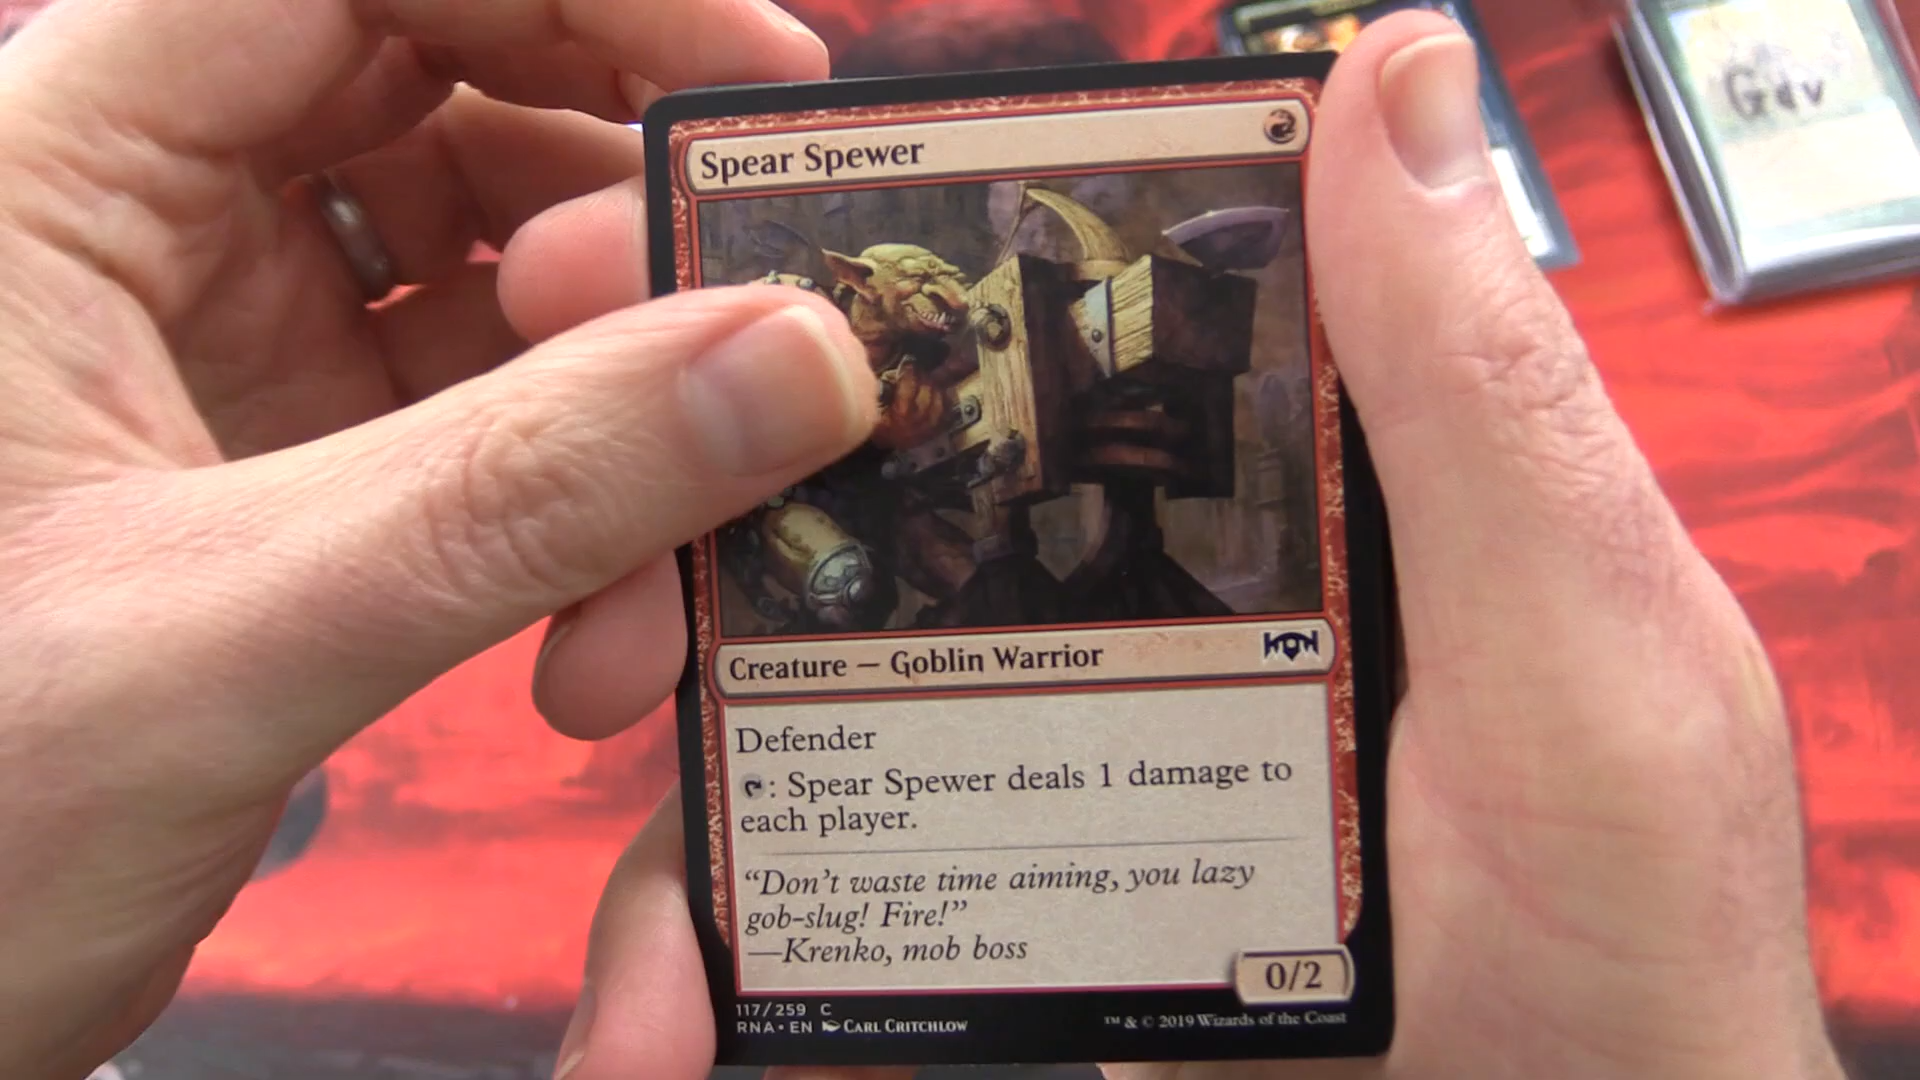 Gav
Spear Spewer
Creature — Goblin Warrior
Defender
: Spear Spewer deals 1 damage to
each player.
“Don’t waste time aiming, you lazy
gob-slug! Fire!”
—Krenko, mob boss
0/2
117/259 C
RNA • EN CARL CRITCHLOW
™ & © 2019 Wizards of the Coast